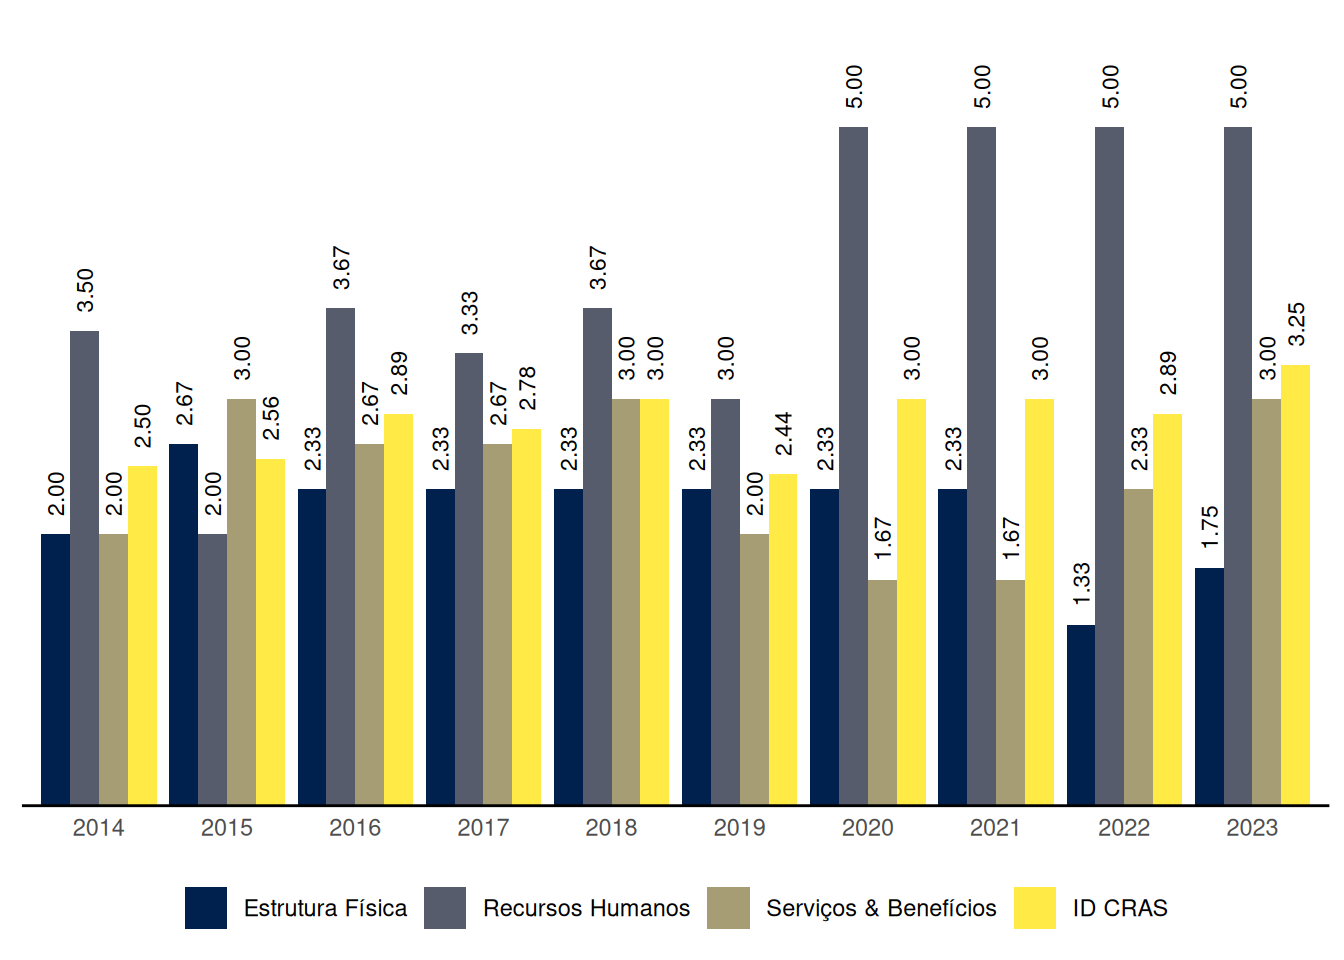 2.00 3.50 2.00 2.50 2.67 2.00 3.00 2.56 2.33 3.67 2.67 2.89 2.33 3.33 2.67 2.78 2.33 3.67 3.00 3.00 2.33 3.00 2.00 2.44 2.33 5.00 1.67 3.00 2.33 5.00 1.67 3.00 1.33 5.00 2.33 2.89 1.75 5.00 3.00 3.25
2014 2015 2016 2017 2018 2019 2020 2021 2022 2023
Estrutura Física Recursos Humanos Serviços & Benefícios ID CRAS